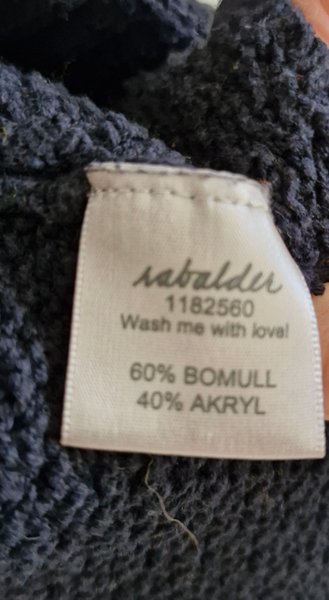 sabalder
1182560
Wash me with love!
60% BOMULL
40% AKRYL